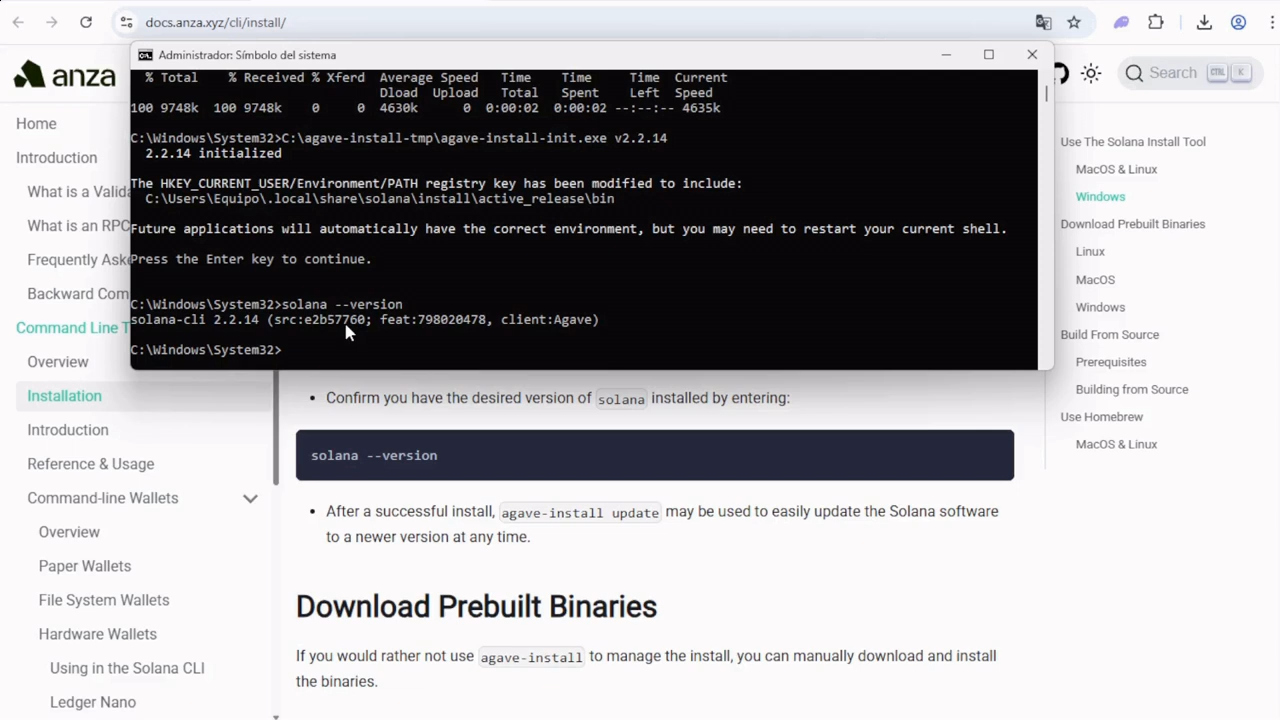 docs.anza.xyz/cli/install/
anza
Search CTRL K
Administrador: Símbolo del sistema
% Total % Received % Xferd Average Speed Time Time Time Current
Dload Upload Total Spent Left Speed
100 9748k 100 9748k 0 0 4630k 0 0:00:02 0:00:02 --:--:-- 4635k
C:\Windows\System32>C:\agave-install-tmp\agave-install-init.exe v2.2.14
2.2.14 initialized
The HKEY_CURRENT_USER/Environment/PATH registry key has been modified to include:
C:\Users\Equipo\.local\share\solana\install\active_release\bin
Future applications will automatically have the correct environment, but you may need to restart your current shell.
Press the Enter key to continue.
C:\Windows\System32>solana --version
solana-cli 2.2.14 (src:e2b57760; feat:798020478, client:Agave)
C:\Windows\System32>
Home
Introduction
What is a Valida
What is an RPC
Frequently Aske
Backward Com
Command Line T
Overview
Installation
Introduction
Reference & Usage
Command-line Wallets
Overview
Paper Wallets
File System Wallets
Hardware Wallets
Using in the Solana CLI
Ledger Nano
• Confirm you have the desired version of solana installed by entering:
solana --version
• After a successful install, agave-install update may be used to easily update the Solana software
to a newer version at any time.
Download Prebuilt Binaries
If you would rather not use agave-install to manage the install, you can manually download and install
the binaries.
Use The Solana Install Tool
MacOS & Linux
Windows
Download Prebuilt Binaries
Linux
MacOS
Windows
Build From Source
Prerequisites
Building from Source
Use Homebrew
MacOS & Linux